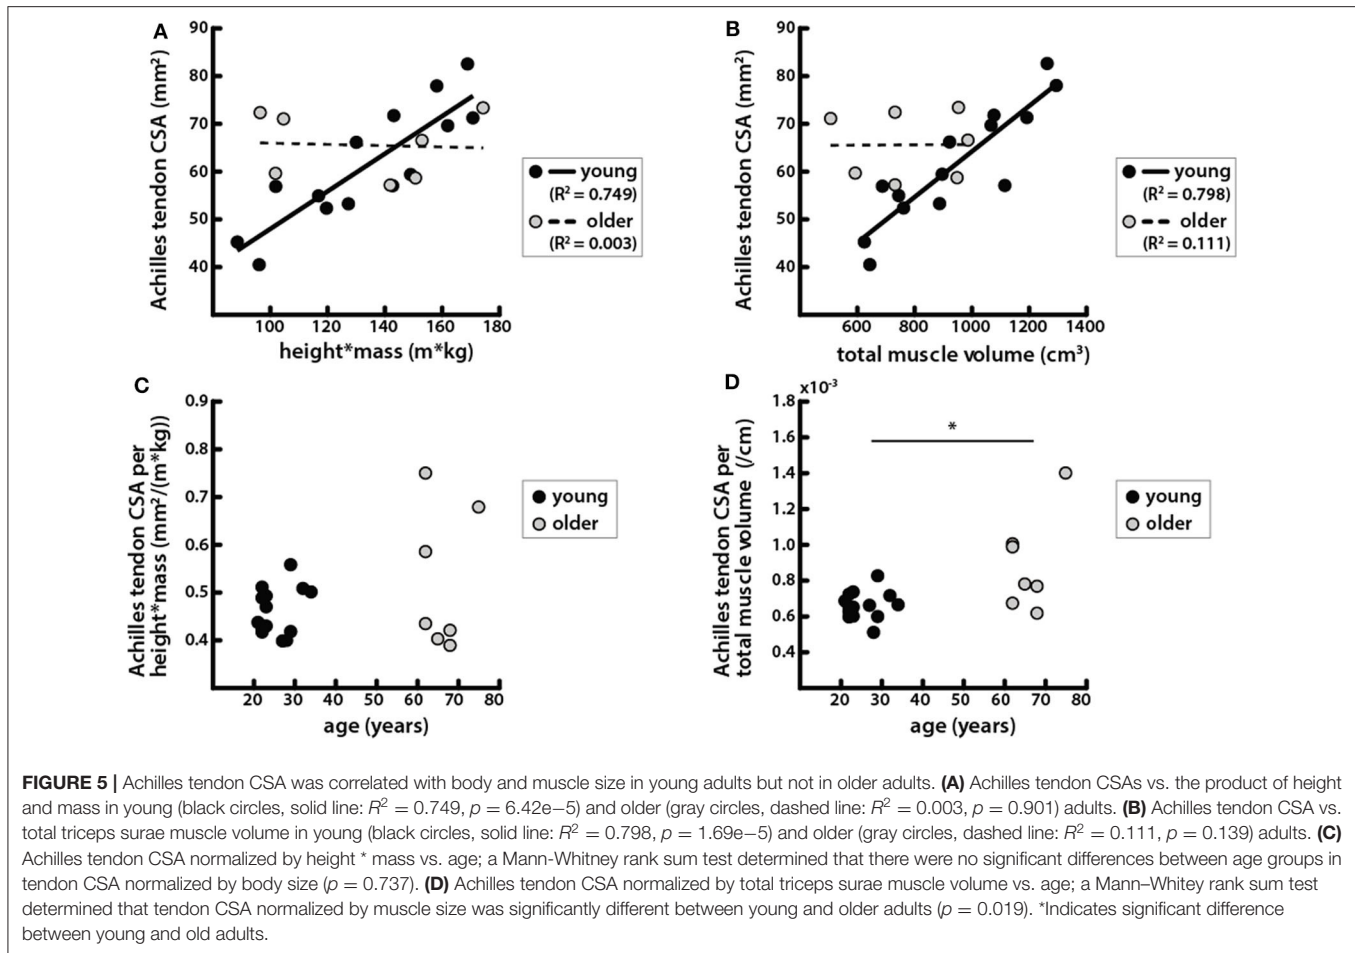 A
Achilles tendon CSA (mm²)
90
80
70
60
50
40
100 120 140 160 180
height*mass (m*kg)
young
(R² = 0.749)
older
(R² = 0.003)
B
Achilles tendon CSA (mm²)
90
80
70
60
50
40
600 800 1000 1200 1400
total muscle volume (cm³)
young
(R² = 0.798)
older
(R² = 0.111)
C
Achilles tendon CSA per
height*mass (mm²/(m*kg))
0.9
0.8
0.7
0.6
0.5
0.4
20 30 40 50 60 70 80
age (years)
young
older
D
x10⁻³
Achilles tendon CSA per
total muscle volume (/cm)
1.8
1.6
1.4
1.2
1.0
0.8
0.6
0.4
*
20 30 40 50 60 70 80
age (years)
young
older
FIGURE 5 | Achilles tendon CSA was correlated with body and muscle size in young adults but not in older adults. (A) Achilles tendon CSAs vs. the product of height
and mass in young (black circles, solid line: R² = 0.749, p = 6.42e−5) and older (gray circles, dashed line: R² = 0.003, p = 0.901) adults. (B) Achilles tendon CSA vs.
total triceps surae muscle volume in young (black circles, solid line: R² = 0.798, p = 1.69e−5) and older (gray circles, dashed line: R² = 0.111, p = 0.139) adults. (C)
Achilles tendon CSA normalized by height * mass vs. age; a Mann-Whitney rank sum test determined that there were no significant differences between age groups in
tendon CSA normalized by body size (p = 0.737). (D) Achilles tendon CSA normalized by total triceps surae muscle volume vs. age; a Mann–Whitey rank sum test
determined that tendon CSA normalized by muscle size was significantly different between young and older adults (p = 0.019). *Indicates significant difference
between young and old adults.